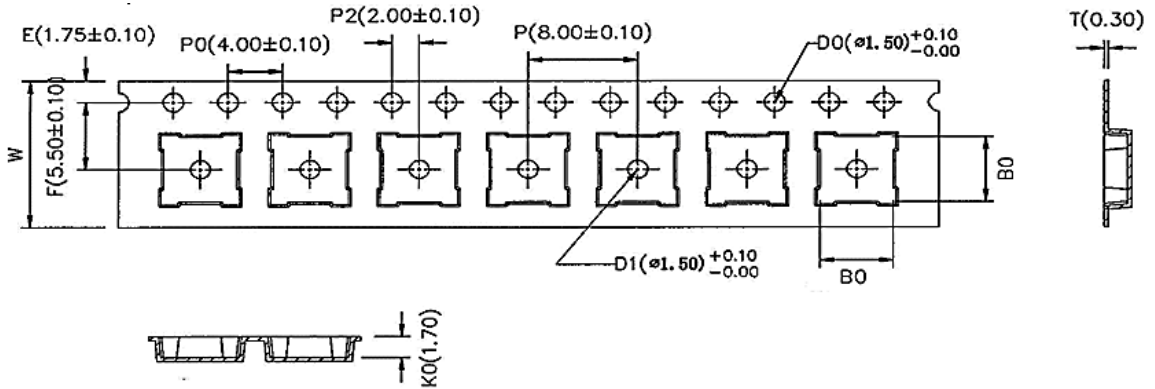 P2(2.00±0.10)
T(0.30)
E(1.75±0.10)
P0(4.00±0.10)
P(8.00±0.10)
D0(⌀1.50)+0.10
-0.00
W
F(5.50±0.10)
B0
D1(⌀1.50)+0.10
-0.00
B0
K0(1.70)